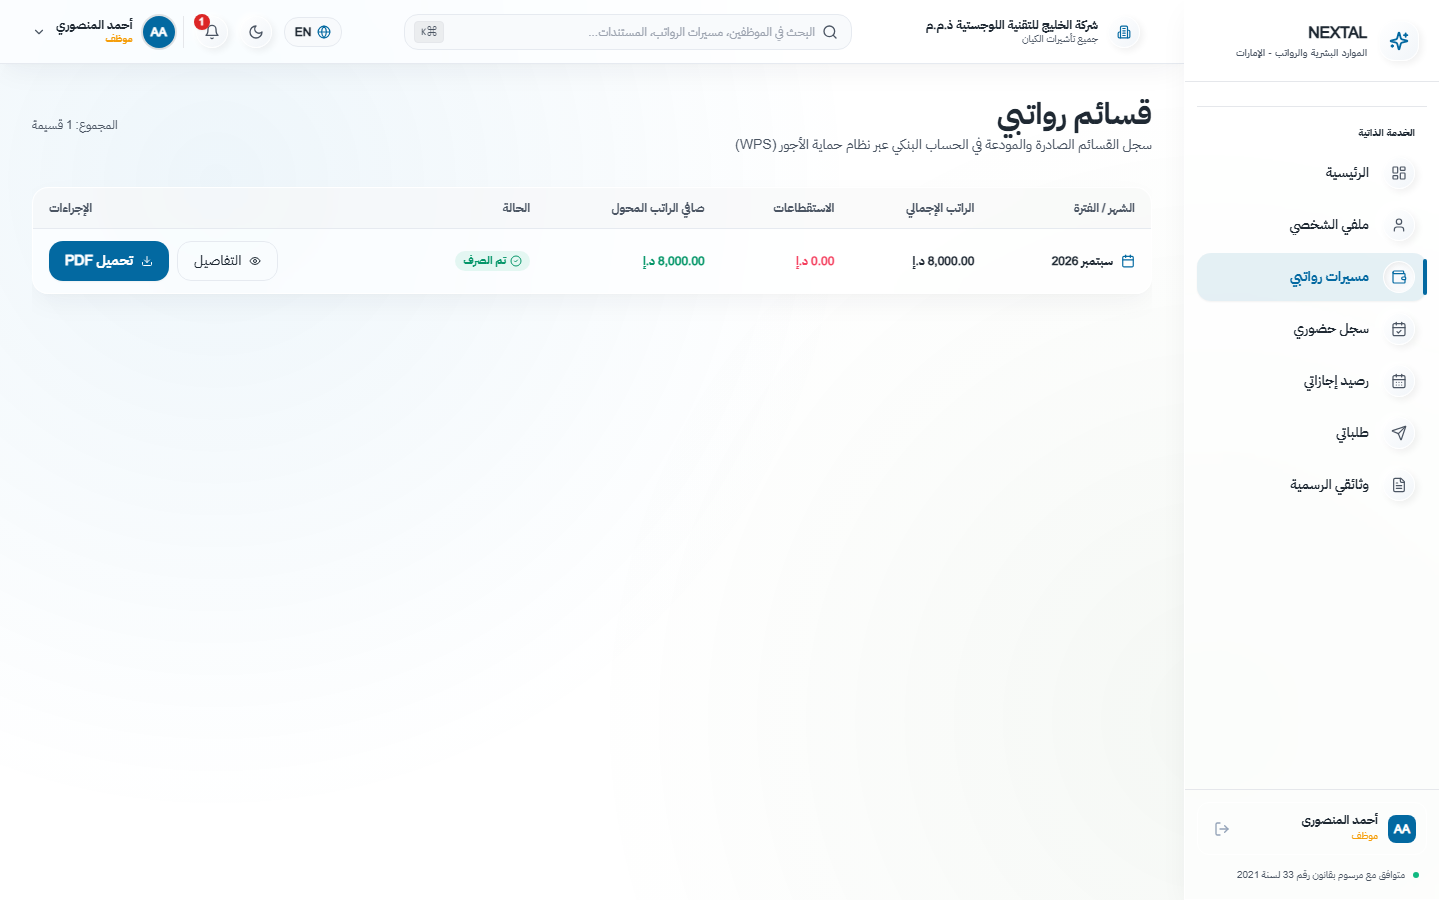 NEXTAL
الموارد البشرية والرواتب - الإمارات
شركة الخليج للتقنية اللوجستية ذ.م.م
جميع تأشيرات الكيان
البحث في الموظفين، مسيرات الرواتب، المستندات...
⌘K
EN
1
AA
أحمد المنصوري
موظف
الخدمة الذاتية
الرئيسية
ملفي الشخصي
مسيرات رواتبي
سجل حضوري
رصيد إجازاتي
طلباتي
وثائقي الرسمية
قسائم رواتبي
سجل القسائم الصادرة والمودعة في الحساب البنكي عبر نظام حماية الأجور (WPS)
المجموع: 1 قسيمة
الشهر / الفترة الراتب الإجمالي الاستقطاعات صافي الراتب المحول الحالة الإجراءات
سبتمبر 2026 8,000.00 د.إ 0.00 د.إ 8,000.00 د.إ تم الصرف التفاصيل تحميل PDF
AA
أحمد المنصوري
موظف
متوافق مع مرسوم بقانون رقم 33 لسنة 2021